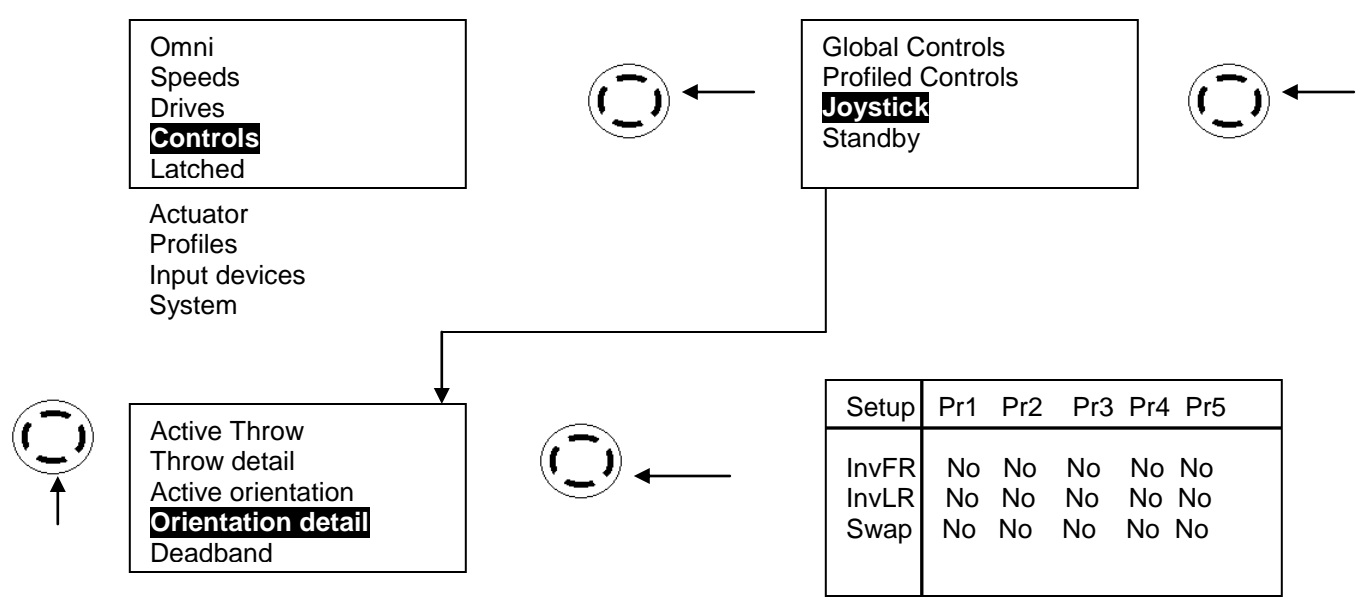 Omni
Speeds
Drives
Controls
Latched
Actuator
Profiles
Input devices
System
Global Controls
Profiled Controls
Joystick
Standby
Active Throw
Throw detail
Active orientation
Orientation detail
Deadband
Setup Pr1 Pr2 Pr3 Pr4 Pr5
InvFR No No No No No
InvLR No No No No No
Swap No No No No No